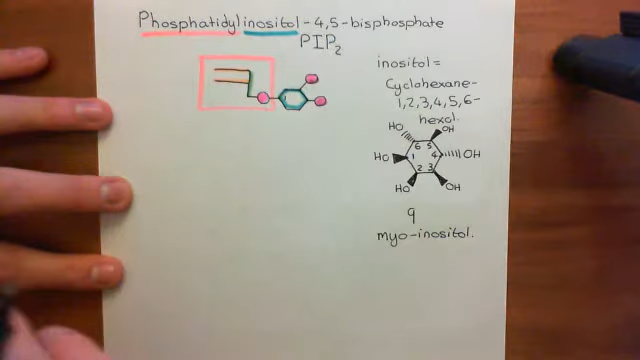 Phosphatidylinositol-4,5-bisphosphate
PIP2
inositol =
Cyclohexane-
1,2,3,4,5,6-
hexol.
HO OH
6 5
HO 1 4 OH
2 3
HO OH
9
myo-inositol.